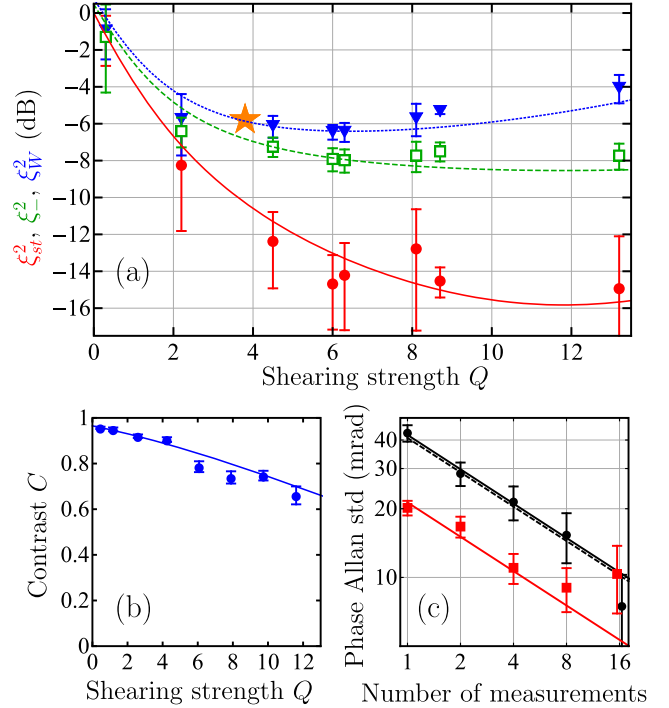 0
−2
−4
−6
−8
−10
−12
−14
−16
ξ²st, ξ²−, ξ²W (dB)
(a)
0 2 4 6 8 10 12
Shearing strength Q
1
0.8
0.6
0.4
0.2
0
Contrast C
(b)
0 2 4 6 8 10 12
Shearing strength Q
40
30
20
10
Phase Allan std (mrad)
(c)
1 2 4 8 16
Number of measurements